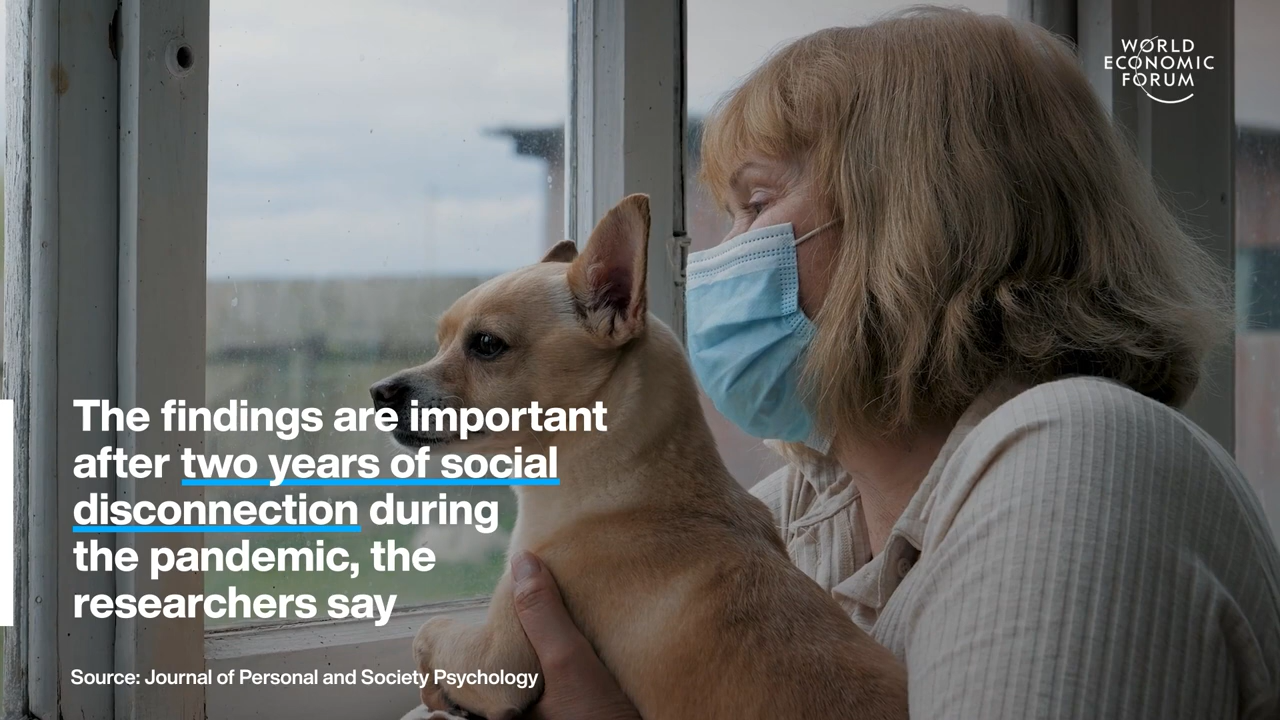 WORLD
ECONOMIC
FORUM
The findings are important
after two years of social
disconnection during
the pandemic, the
researchers say
Source: Journal of Personal and Society Psychology